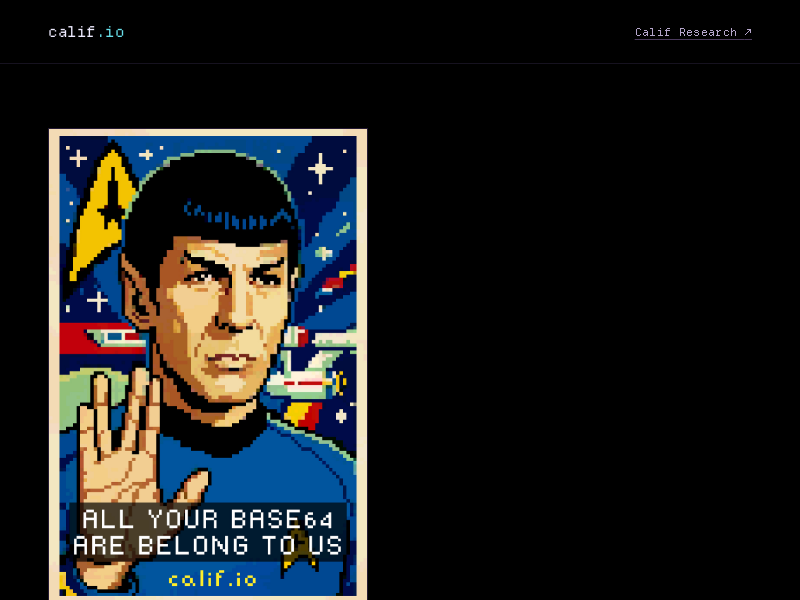 calif.io
Calif Research ↗
ALL YOUR BASE64
ARE BELONG TO US
calif.io